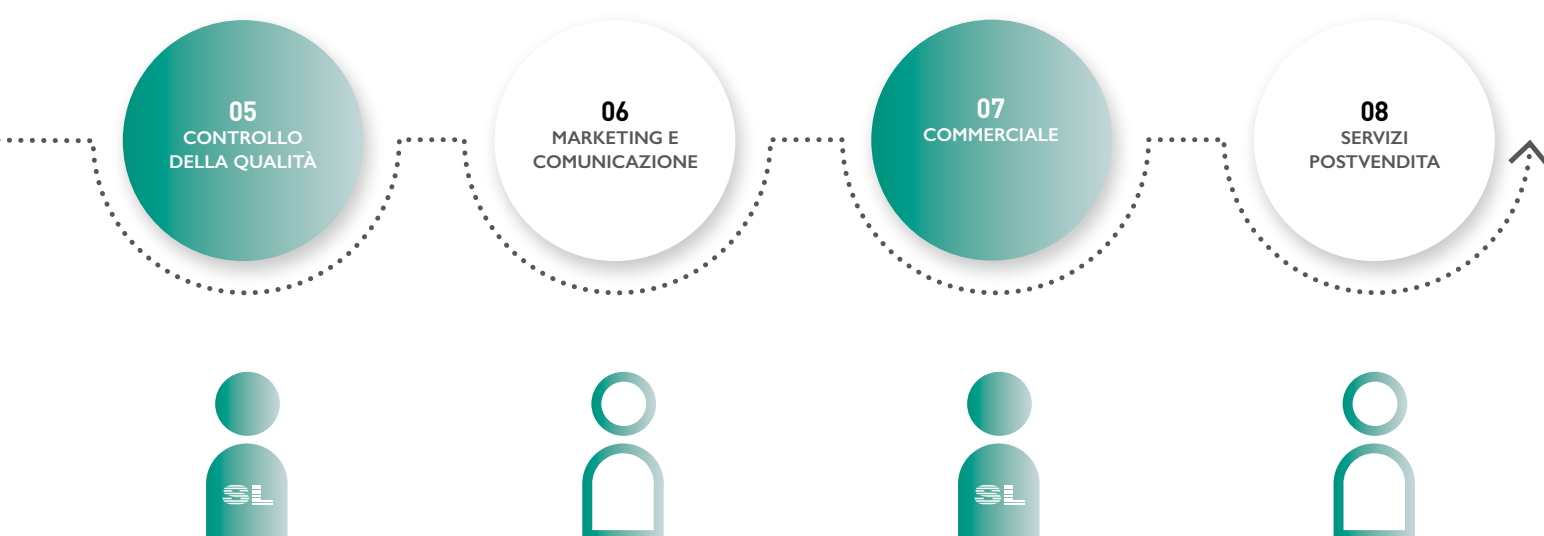 05
CONTROLLO
DELLA QUALITÀ
06
MARKETING E
COMUNICAZIONE
07
COMMERCIALE
08
SERVIZI
POSTVENDITA
SL
SL